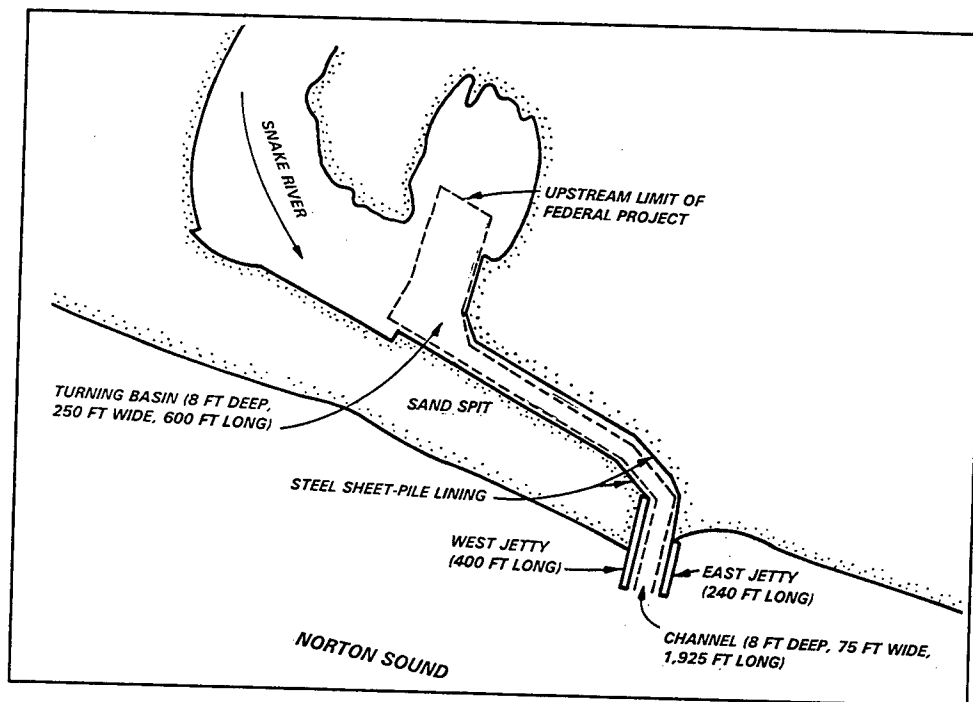 SNAKE RIVER
UPSTREAM LIMIT OF
FEDERAL PROJECT
TURNING BASIN (8 FT DEEP,
250 FT WIDE, 600 FT LONG)
SAND SPIT
STEEL SHEET-PILE LINING
WEST JETTY
(400 FT LONG)
EAST JETTY
(240 FT LONG)
CHANNEL (8 FT DEEP, 75 FT WIDE,
1,925 FT LONG)
NORTON SOUND